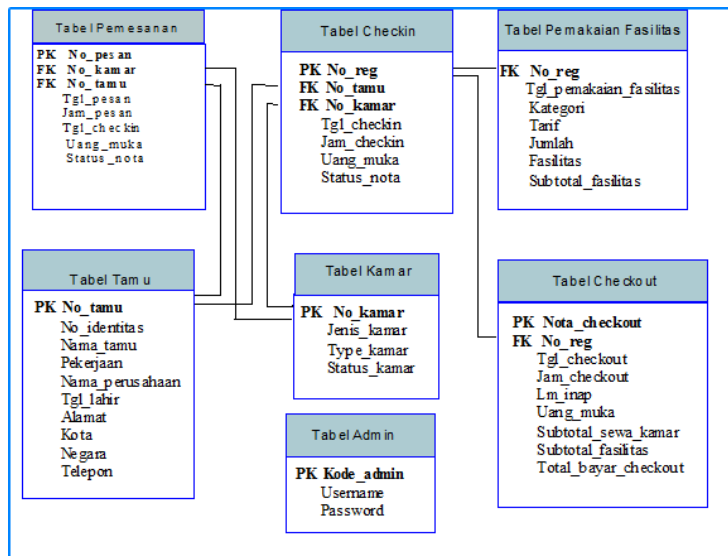 Tabel Pemesanan
PK No_pesan
FK No_kamar
FK No_tamu
Tgl_pesan
Jam_pesan
Tgl_checkin
Uang_muka
Status_nota
Tabel Checkin
PK No_reg
FK No_tamu
FK No_kamar
Tgl_checkin
Jam_checkin
Uang_muka
Status_nota
Tabel Pemakaian Fasilitas
FK No_reg
Tgl_pemakaian_fasilitas
Kategori
Tarif
Jumlah
Fasilitas
Subtotal_fasilitas
Tabel Tamu
PK No_tamu
No_identitas
Nama_tamu
Pekerjaan
Nama_perusahaan
Tgl_lahir
Alamat
Kota
Negara
Telepon
Tabel Kamar
PK No_kamar
Jenis_kamar
Type_kamar
Status_kamar
Tabel Checkout
PK Nota_checkout
FK No_reg
Tgl_checkout
Jam_checkout
Lm_inap
Uang_muka
Subtotal_sewa_kamar
Subtotal_fasilitas
Total_bayar_checkout
Tabel Admin
PK Kode_admin
Username
Password